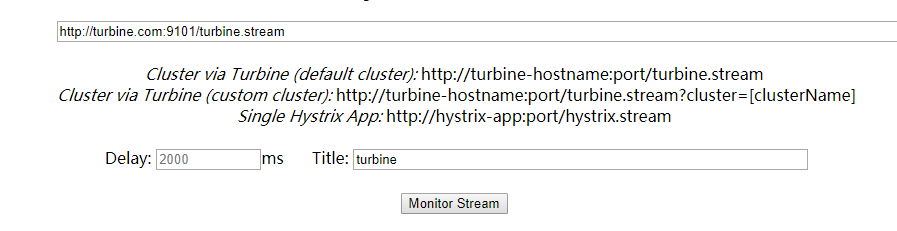 http://turbine.com:9101/turbine.stream
Cluster via Turbine (default cluster): http://turbine-hostname:port/turbine.stream
Cluster via Turbine (custom cluster): http://turbine-hostname:port/turbine.stream?cluster=[clusterName]
Single Hystrix App: http://hystrix-app:port/hystrix.stream
Delay: 2000 ms Title: turbine
Monitor Stream